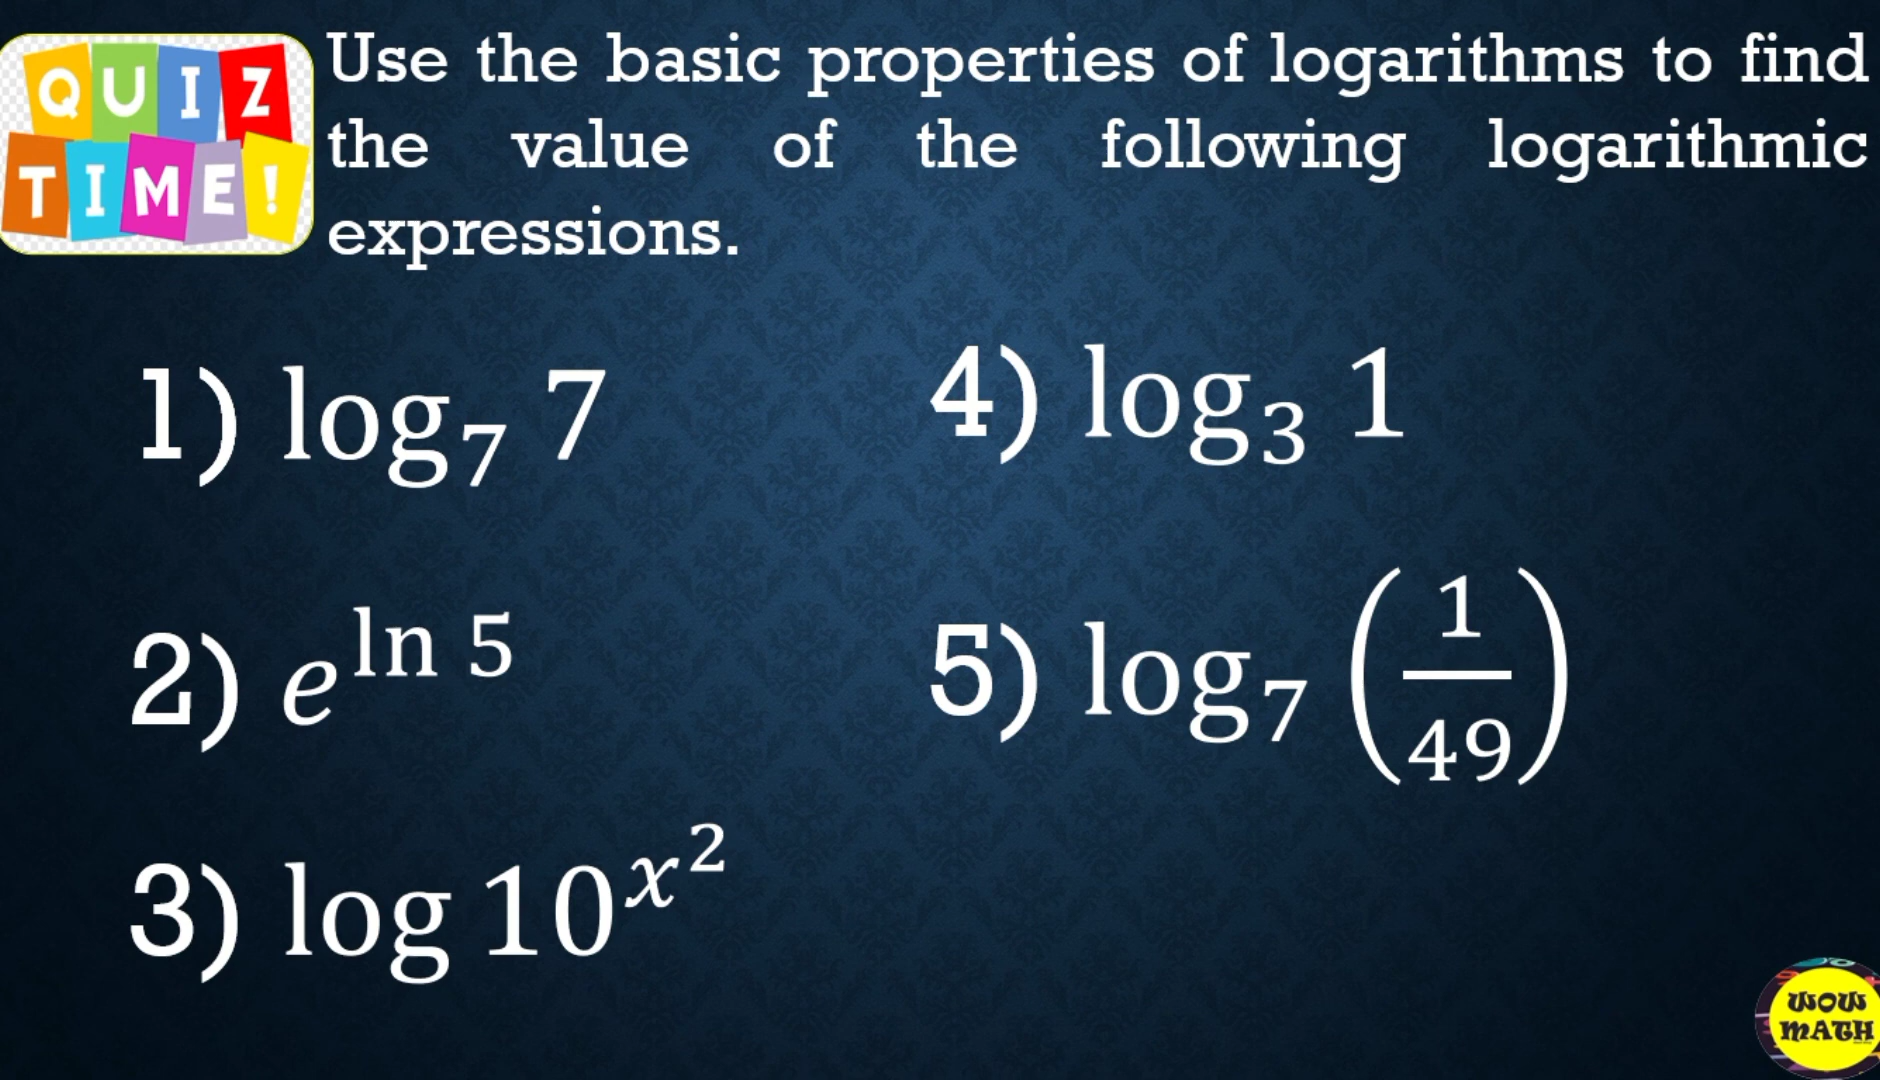 QUIZ
TIME!
Use the basic properties of logarithms to find
the value of the following logarithmic
expressions.
1) log₇ 7
2) e^(ln 5)
3) log 10^(x²)
4) log₃ 1
5) log₇ (1/49)
WOW
MATH